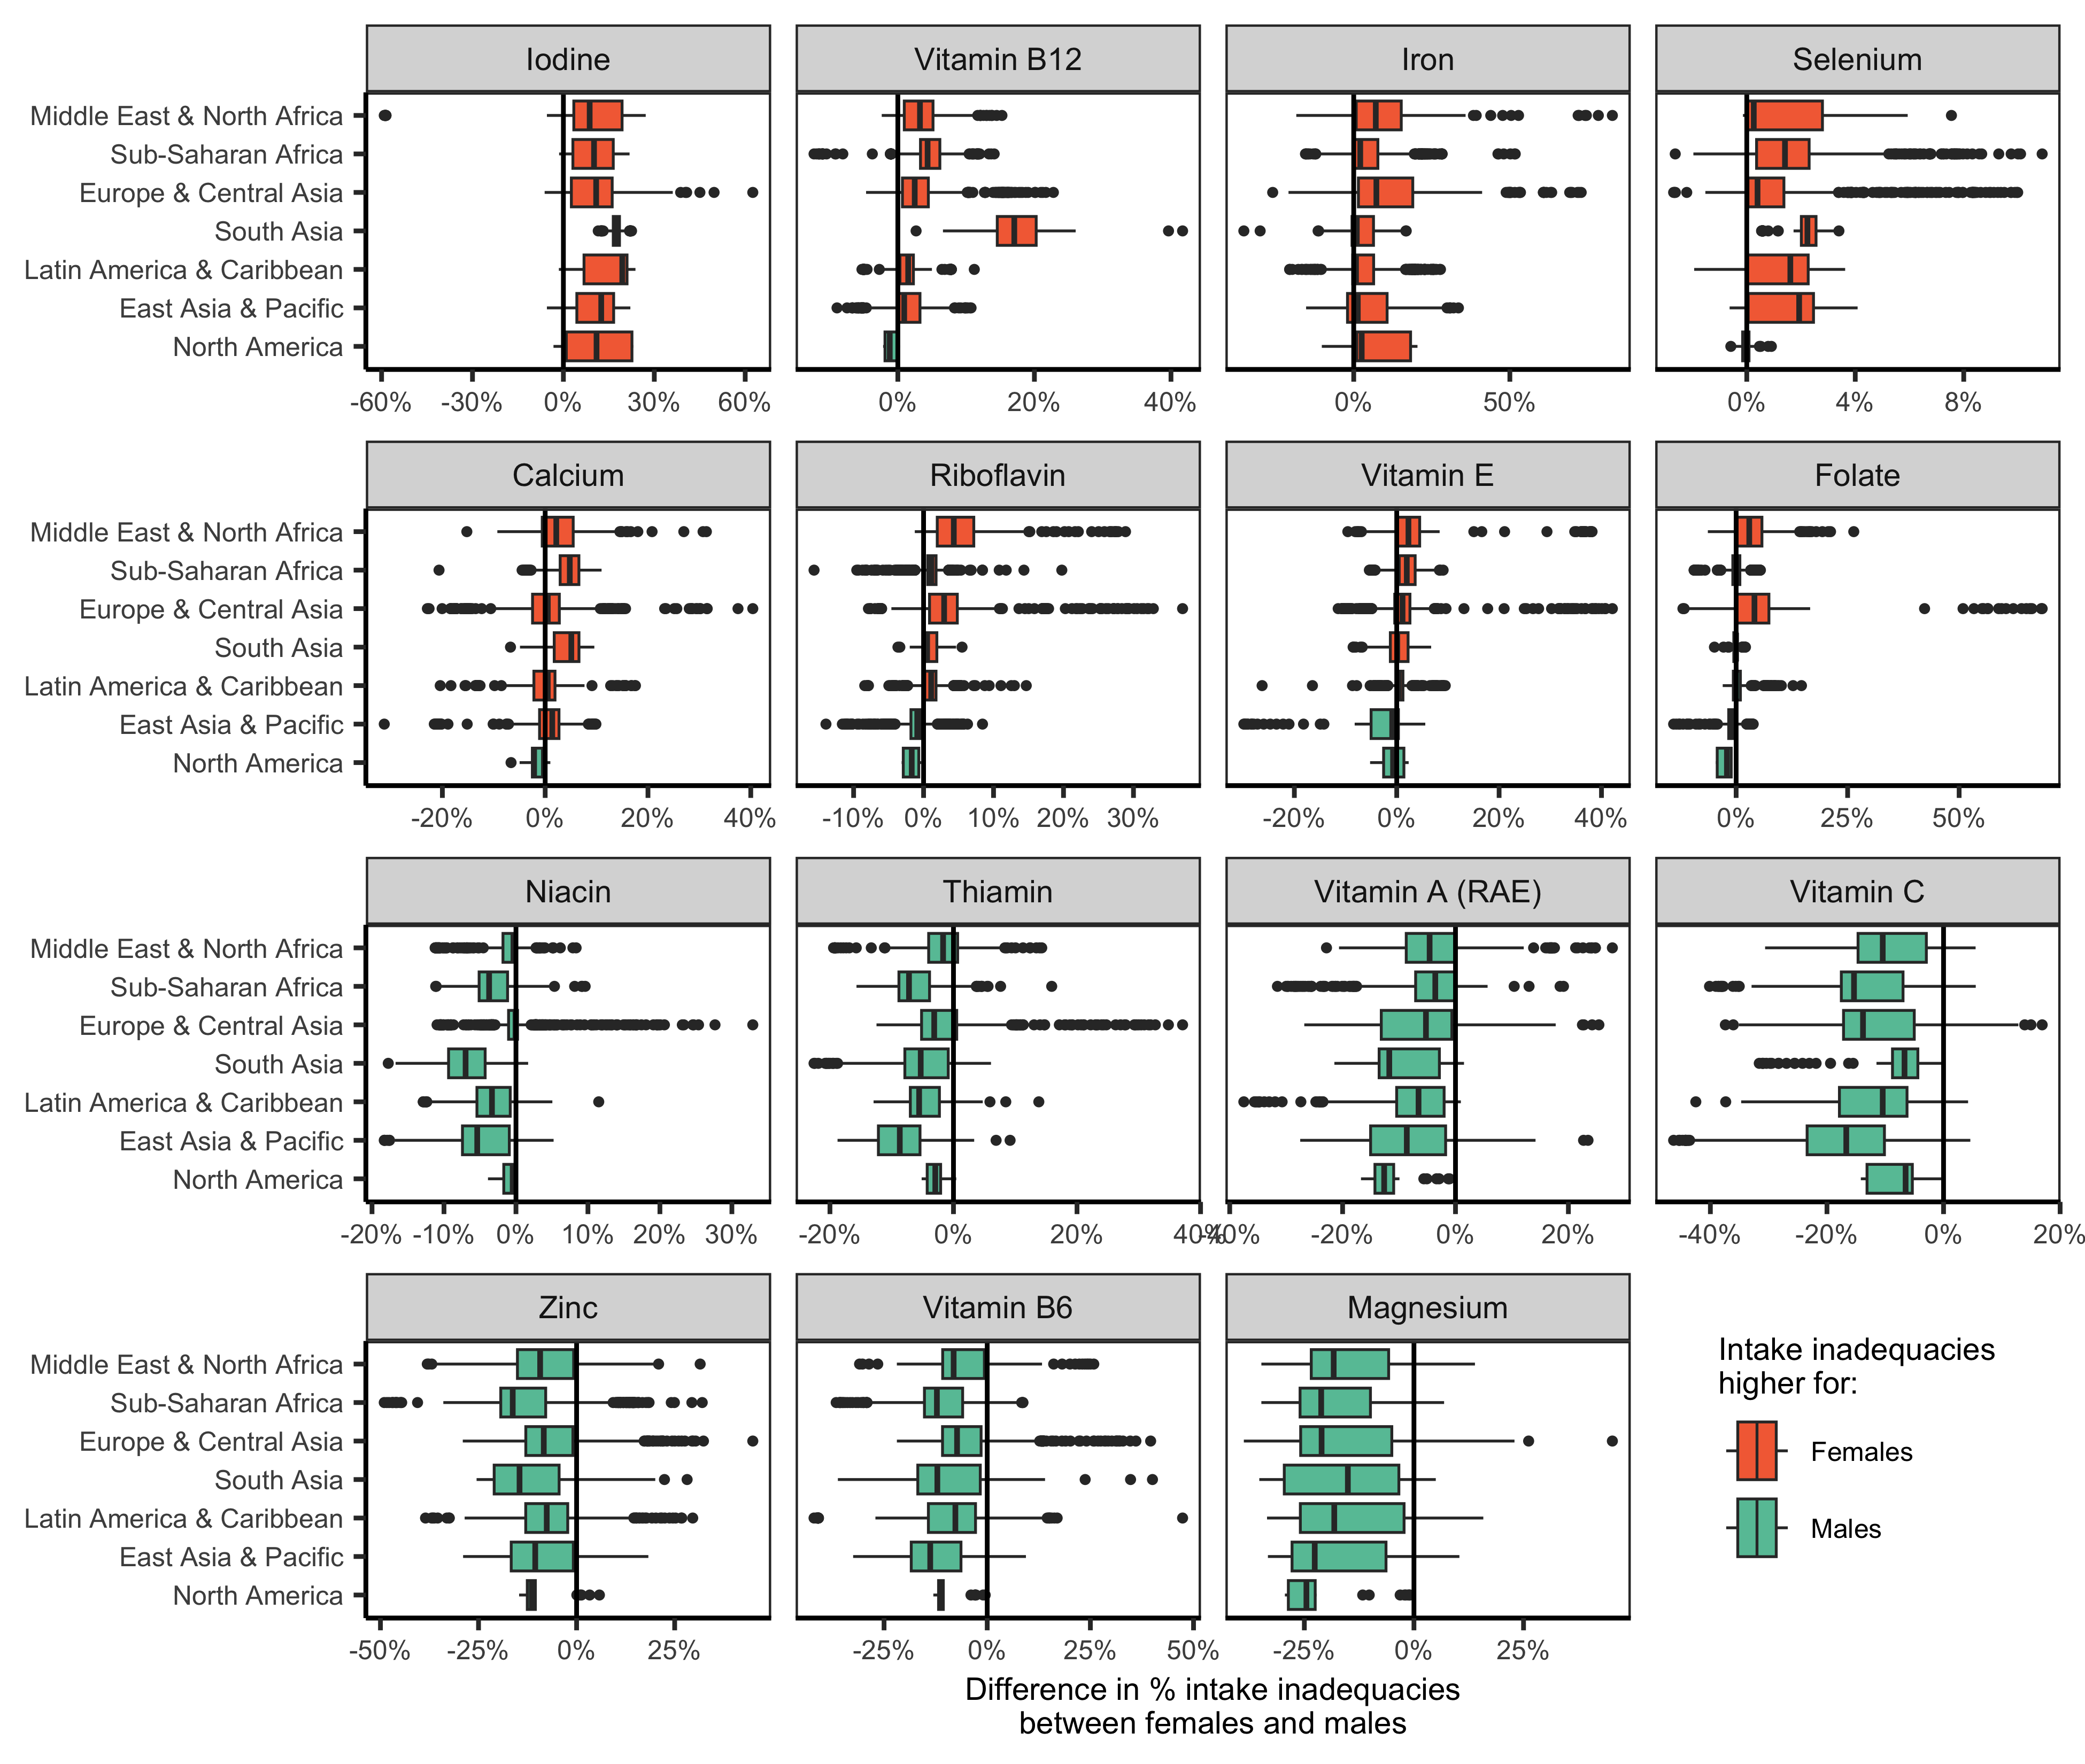 Iodine Vitamin B12 Iron Selenium
Middle East & North Africa
Sub-Saharan Africa
Europe & Central Asia
South Asia
Latin America & Caribbean
East Asia & Pacific
North America
-60% -30% 0% 30% 60% 0% 20% 40% 0% 50% 0% 4% 8%
Calcium Riboflavin Vitamin E Folate
Middle East & North Africa
Sub-Saharan Africa
Europe & Central Asia
South Asia
Latin America & Caribbean
East Asia & Pacific
North America
-20% 0% 20% 40% -10% 0% 10% 20% 30% -20% 0% 20% 40% 0% 25% 50%
Niacin Thiamin Vitamin A (RAE) Vitamin C
Middle East & North Africa
Sub-Saharan Africa
Europe & Central Asia
South Asia
Latin America & Caribbean
East Asia & Pacific
North America
-20% -10% 0% 10% 20% 30% -20% 0% 20% 40% -40% -20% 0% 20% -40% -20% 0% 20%
Zinc Vitamin B6 Magnesium
Middle East & North Africa
Sub-Saharan Africa
Europe & Central Asia
South Asia
Latin America & Caribbean
East Asia & Pacific
North America
-50% -25% 0% 25% -25% 0% 25% 50% -25% 0% 25%
Difference in % intake inadequacies
between females and males
Intake inadequacies
higher for:
Females
Males